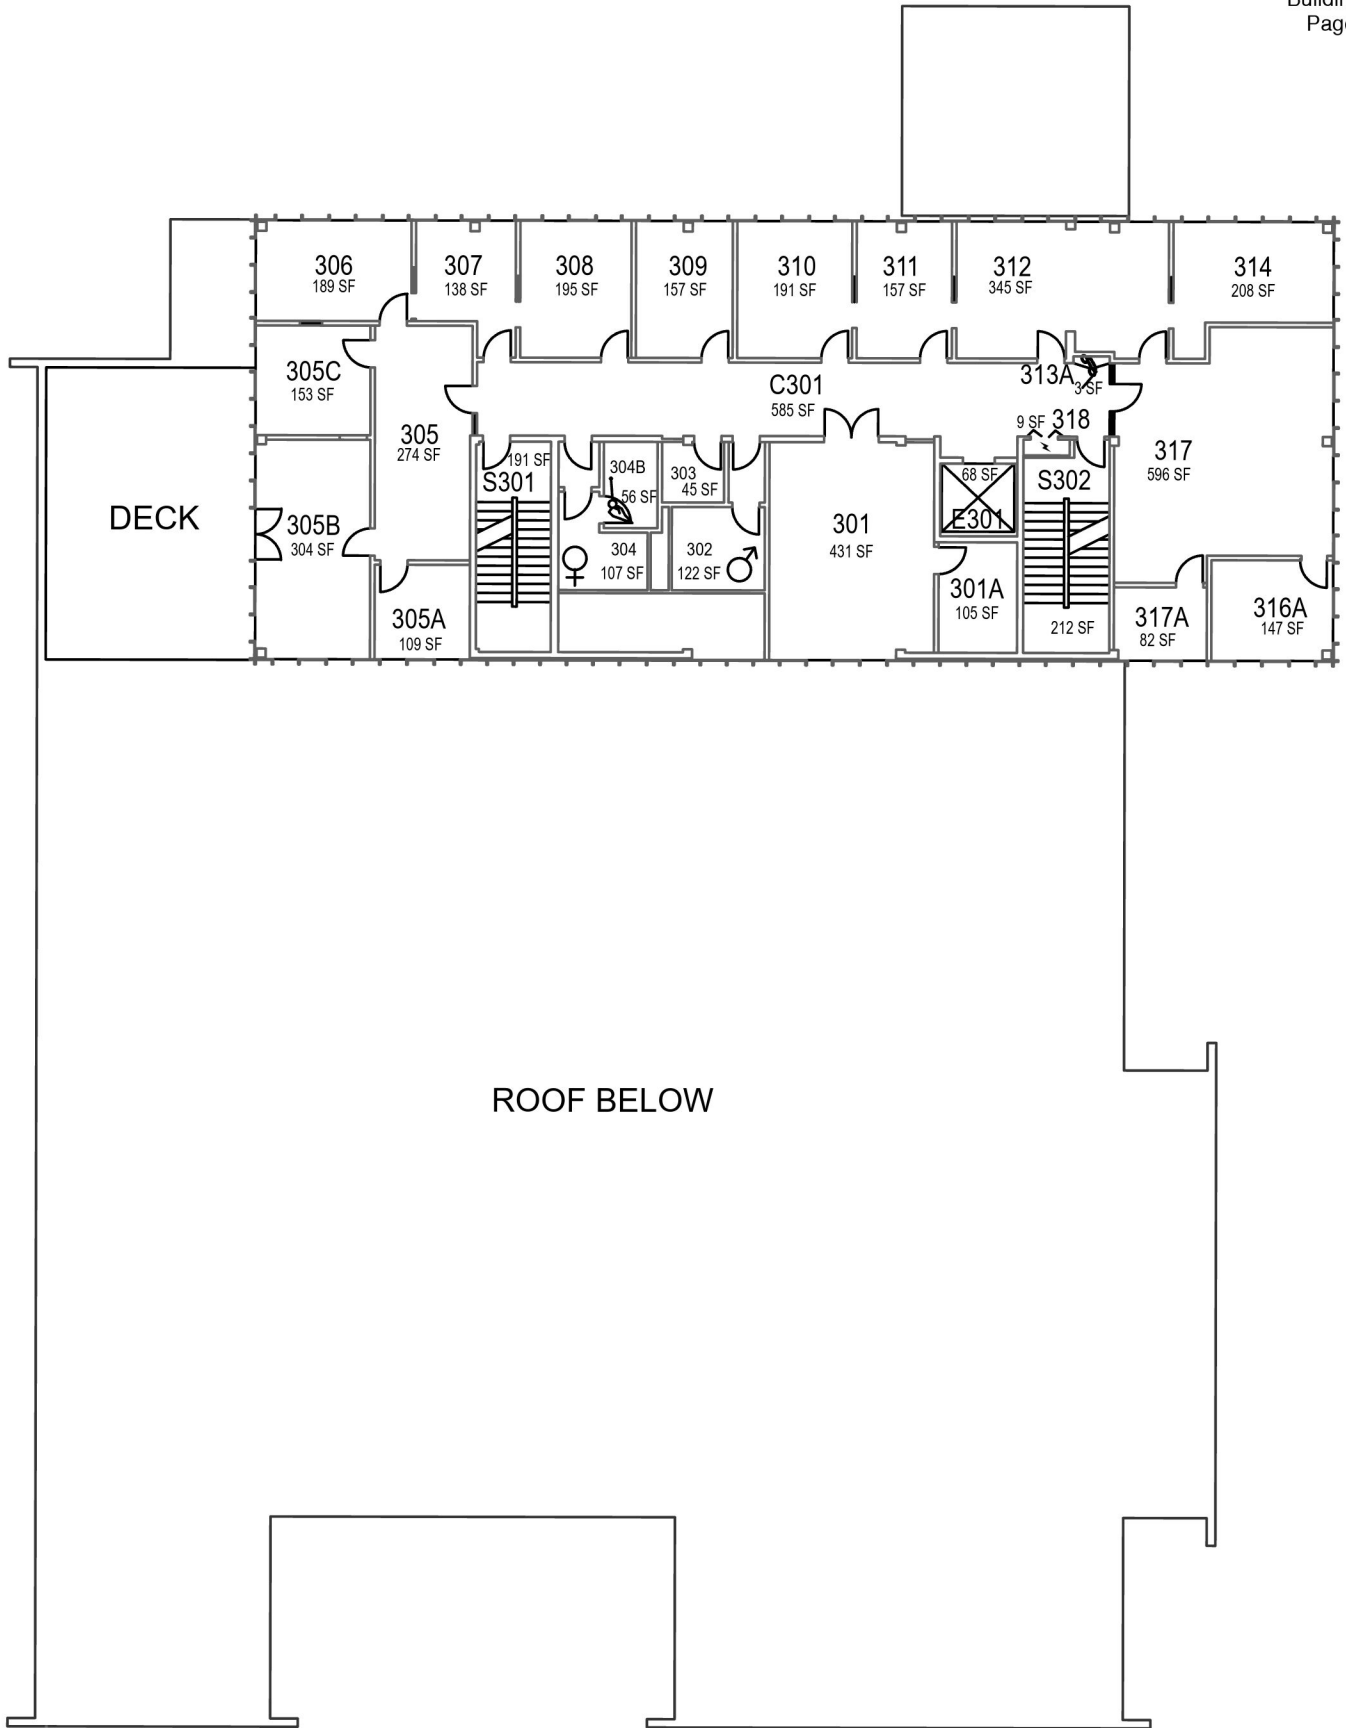 Buildin
Page
306
189 SF
307
138 SF
308
195 SF
309
157 SF
310
191 SF
311
157 SF
312
345 SF
314
208 SF
305C
153 SF
C301
585 SF
313A
3 SF
305
274 SF
9 SF
318
317
596 SF
191 SF
S301
304B
56 SF
303
45 SF
68 SF
E301
S302
DECK
305B
304 SF
301
431 SF
304
107 SF
302
122 SF
301A
105 SF
305A
109 SF
212 SF
317A
82 SF
316A
147 SF
ROOF BELOW